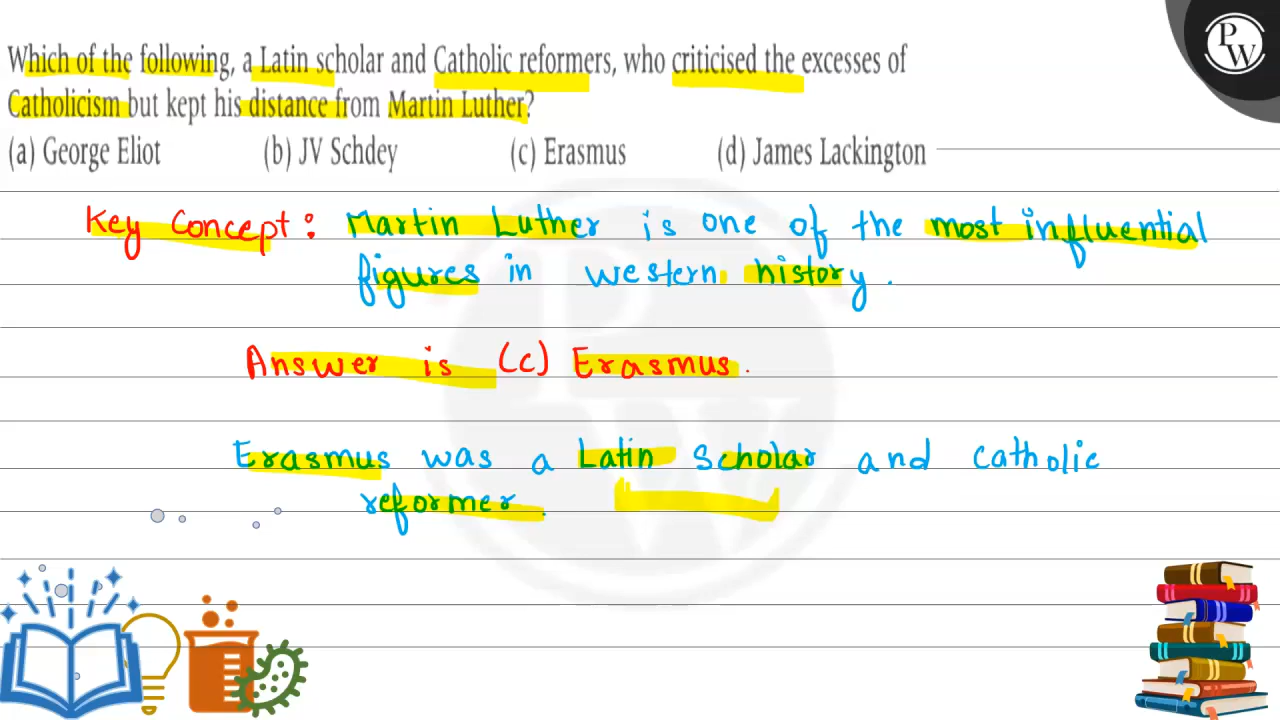 Which of the following, a Latin scholar and Catholic reformers, who criticised the excesses of
Catholicism but kept his distance from Martin Luther?
(a) George Eliot (b) JV Schdey (c) Erasmus (d) James Lackington
Key Concept: Martin Luther is one of the most influential
figures in western history.
Answer is (c) Erasmus.
Erasmus was a Latin Scholar and catholic
reformer.
PW
PW